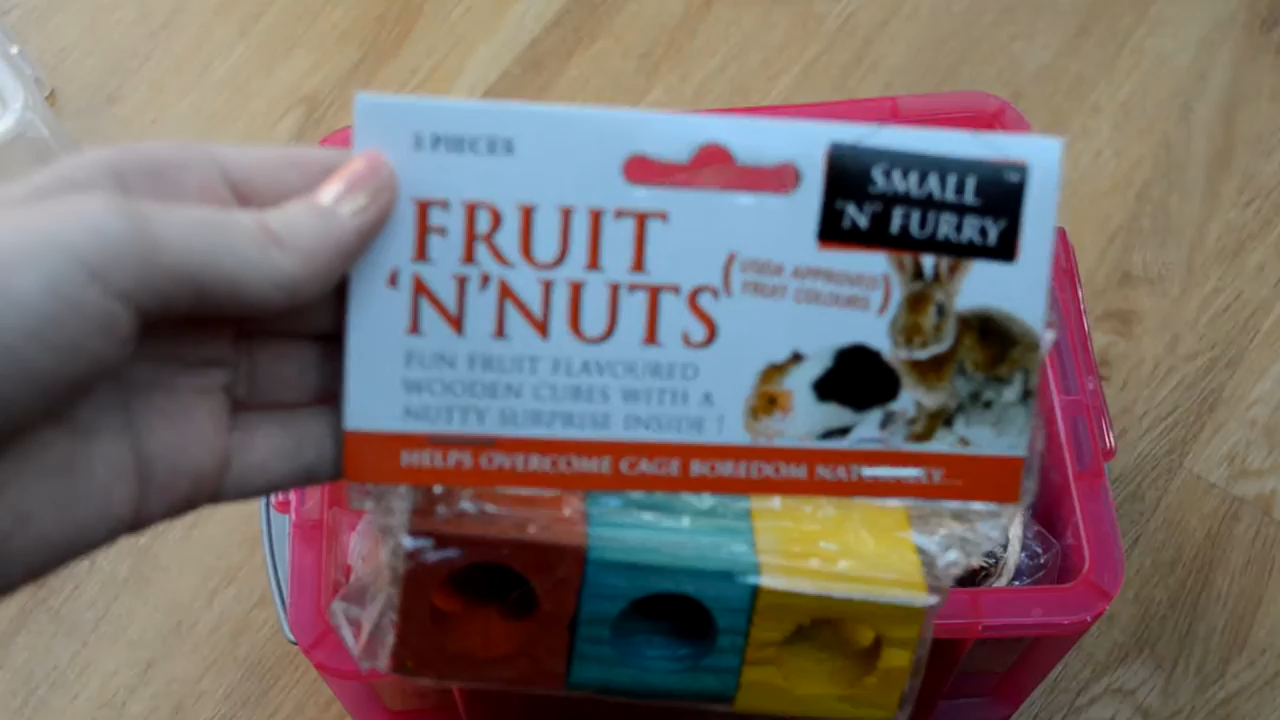 3 PIECES
SMALL
'N' FURRY
™
FRUIT
'N'NUTS
(USDA APPROVED
FRUIT COLOURS)
FUN FRUIT FLAVOURED
WOODEN CUBES WITH A
NUTTY SURPRISE INSIDE !
HELPS OVERCOME CAGE BOREDOM NATURALLY...